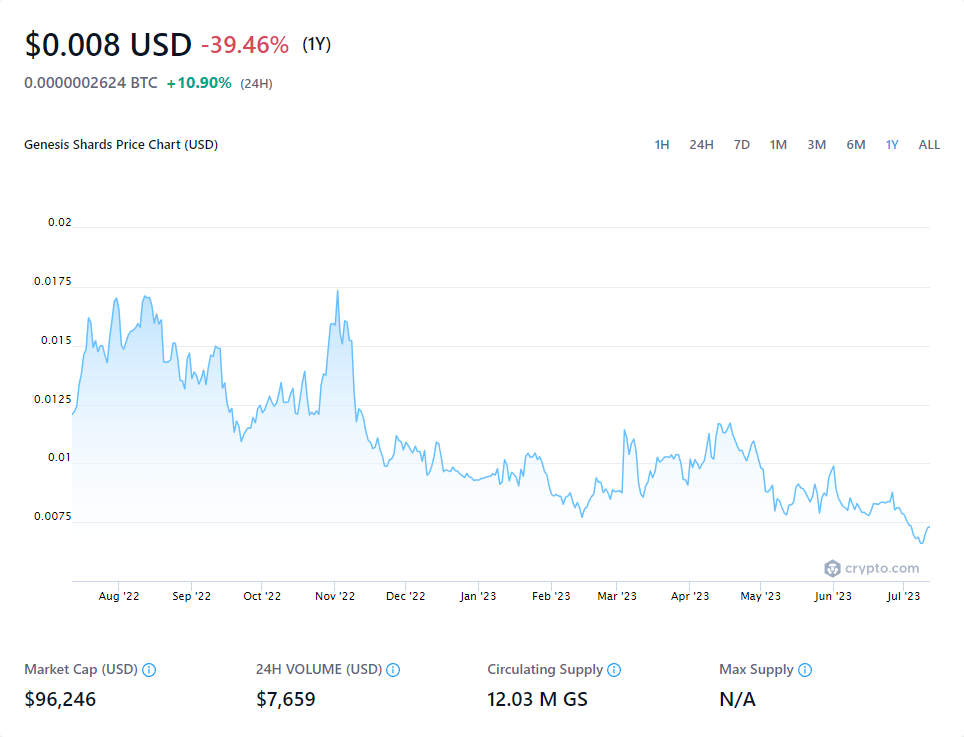 $0.008 USD -39.46% (1Y)
0.0000002624 BTC +10.90% (24H)
Genesis Shards Price Chart (USD) 1H 24H 7D 1M 3M 6M 1Y ALL
0.02
0.0175
0.015
0.0125
0.01
0.0075
crypto.com
Aug '22 Sep '22 Oct '22 Nov '22 Dec '22 Jan '23 Feb '23 Mar '23 Apr '23 May '23 Jun '23 Jul '23
Market Cap (USD) 24H VOLUME (USD) Circulating Supply Max Supply
$96,246 $7,659 12.03 M GS N/A